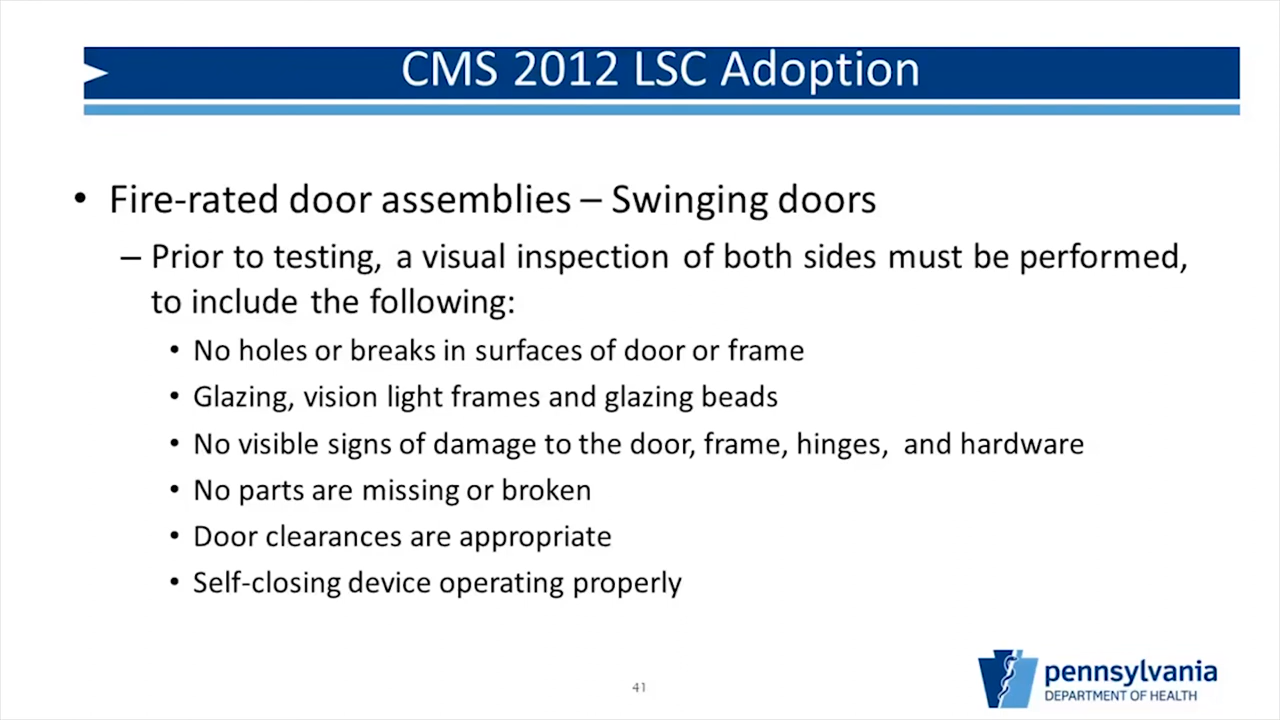 CMS 2012 LSC Adoption
• Fire-rated door assemblies – Swinging doors
– Prior to testing, a visual inspection of both sides must be performed,
to include the following:
• No holes or breaks in surfaces of door or frame
• Glazing, vision light frames and glazing beads
• No visible signs of damage to the door, frame, hinges, and hardware
• No parts are missing or broken
• Door clearances are appropriate
• Self-closing device operating properly
41
pennsylvania
DEPARTMENT OF HEALTH